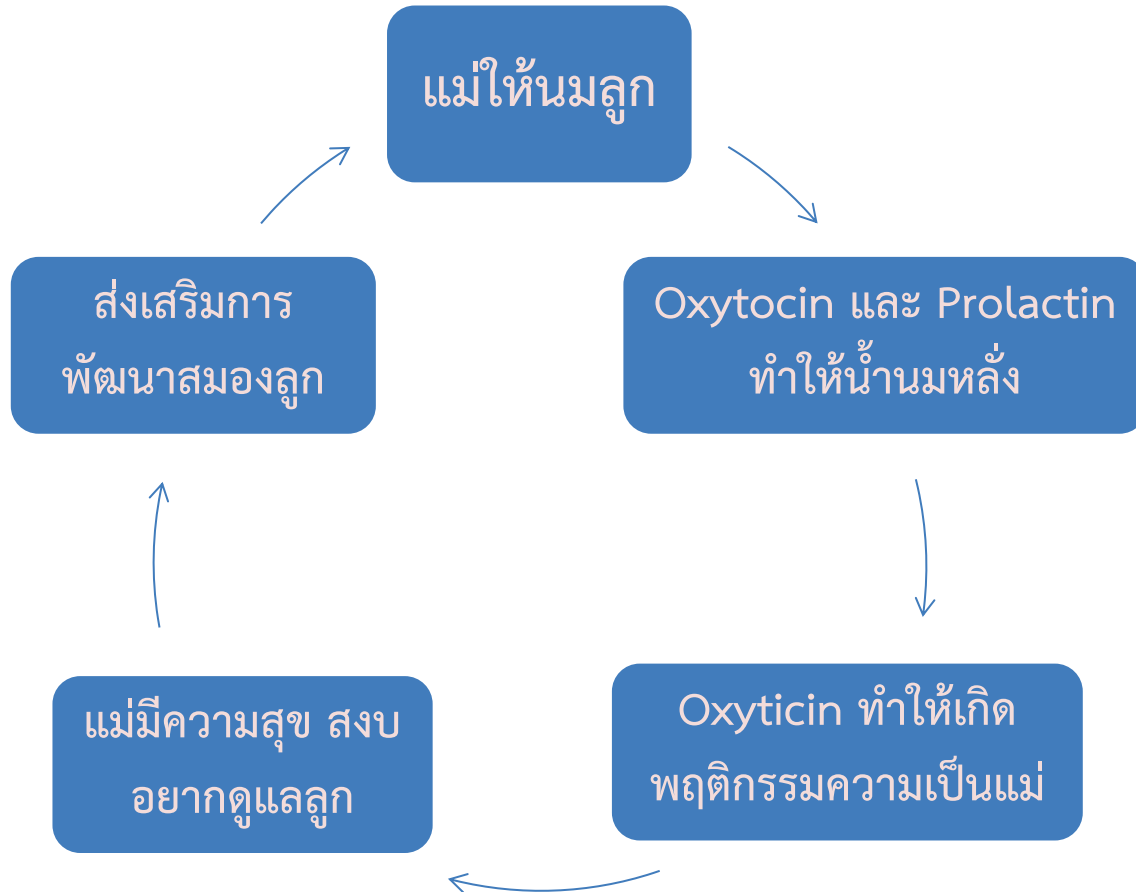 แม่ให้นมลูก
Oxytocin และ Prolactin
ทำให้น้ำนมหลั่ง
Oxyticin ทำให้เกิด
พฤติกรรมความเป็นแม่
แม่มีความสุข สงบ
อยากดูแลลูก
ส่งเสริมการ
พัฒนาสมองลูก